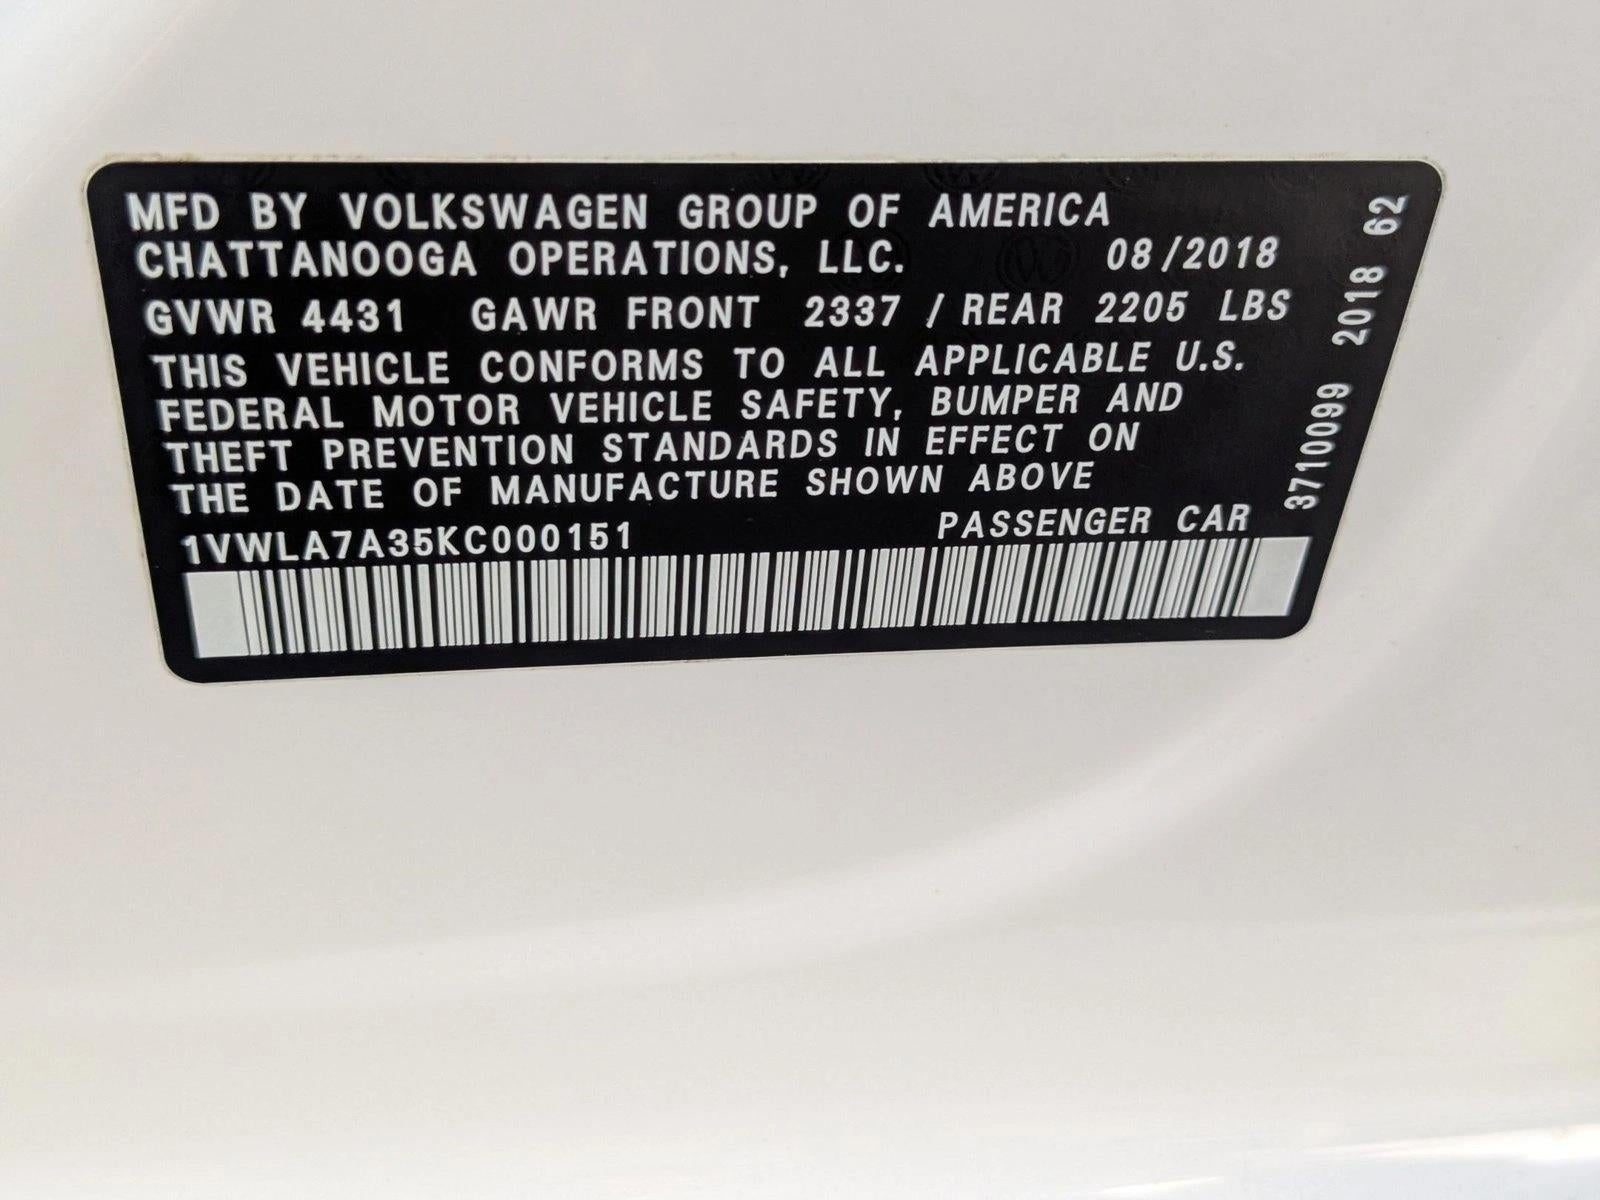 MFD BY VOLKSWAGEN GROUP OF AMERICA
CHATTANOOGA OPERATIONS, LLC. 08/2018
GVWR 4431 GAWR FRONT 2337 / REAR 2205 LBS
THIS VEHICLE CONFORMS TO ALL APPLICABLE U.S.
FEDERAL MOTOR VEHICLE SAFETY, BUMPER AND
THEFT PREVENTION STANDARDS IN EFFECT ON
THE DATE OF MANUFACTURE SHOWN ABOVE
1VWLA7A35KC000151 PASSENGER CAR
3710099 2018 62